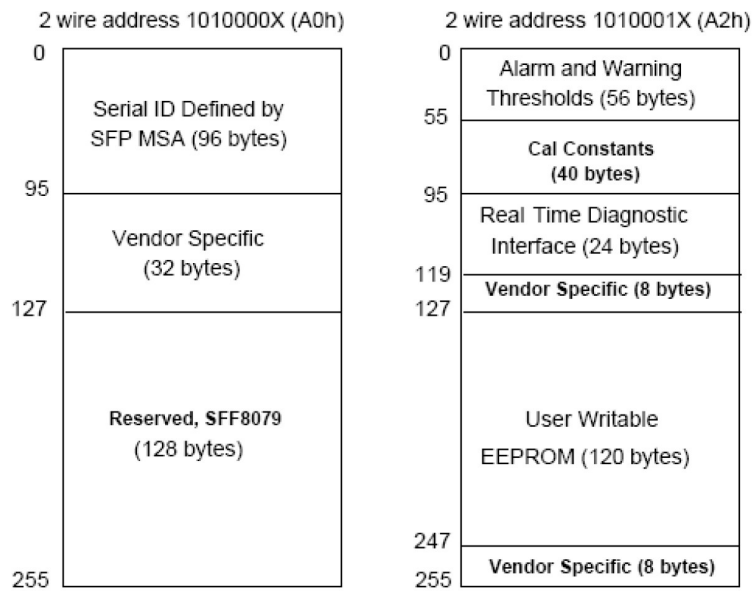 2 wire address 1010000X (A0h)
0
Serial ID Defined by
SFP MSA (96 bytes)
95
Vendor Specific
(32 bytes)
127
Reserved, SFF8079
(128 bytes)
255
2 wire address 1010001X (A2h)
0
Alarm and Warning
Thresholds (56 bytes)
55
Cal Constants
(40 bytes)
95
Real Time Diagnostic
Interface (24 bytes)
119
Vendor Specific (8 bytes)
127
User Writable
EEPROM (120 bytes)
247
Vendor Specific (8 bytes)
255